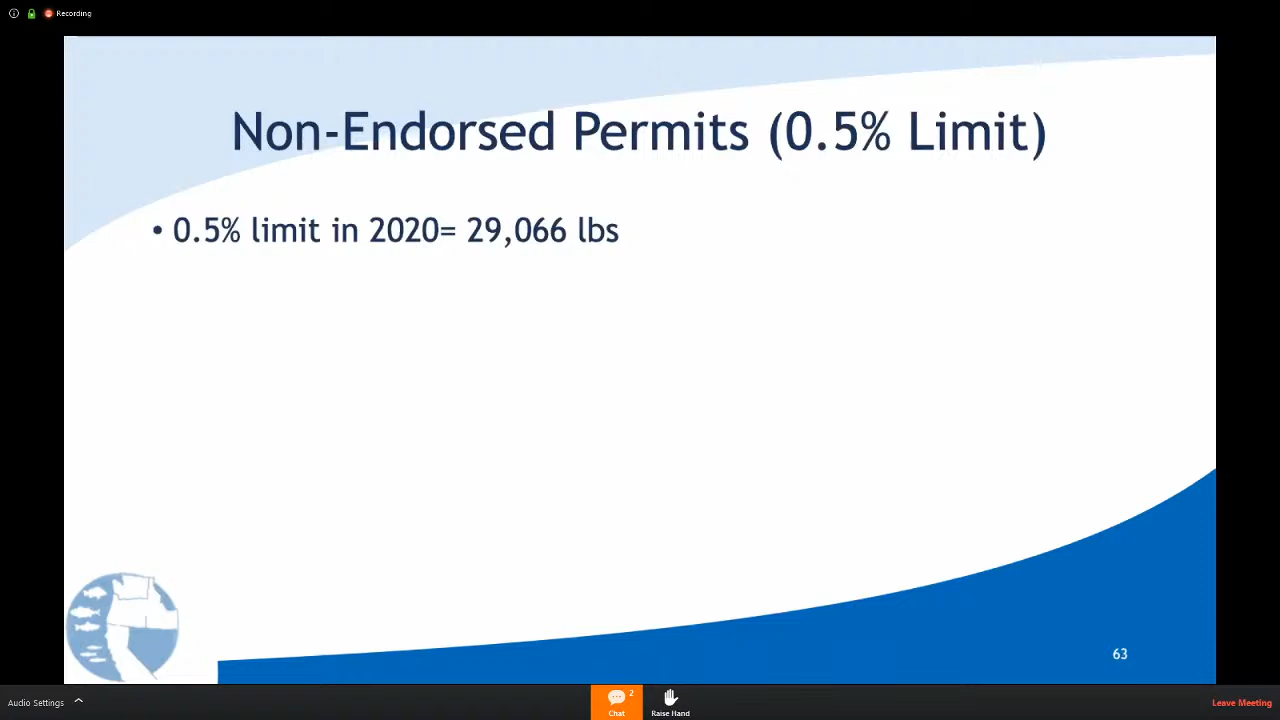 Recording
Non-Endorsed Permits (0.5% Limit)
• 0.5% limit in 2020= 29,066 lbs
63
Audio Settings
2
Chat
Raise Hand
Leave Meeting